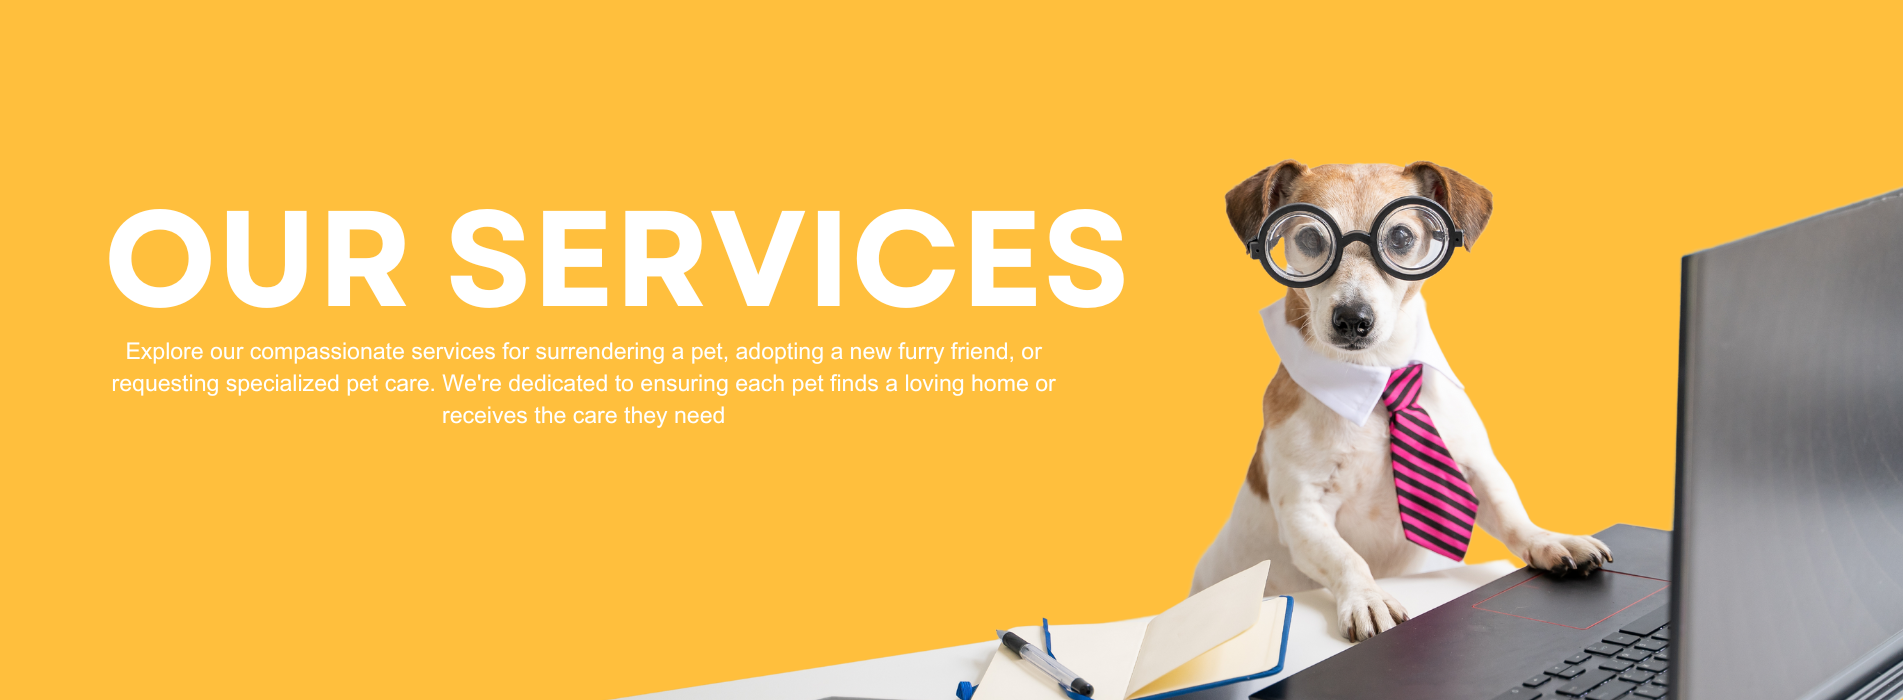 OUR SERVICES
Explore our compassionate services for surrendering a pet, adopting a new furry friend, or
requesting specialized pet care. We're dedicated to ensuring each pet finds a loving home or
receives the care they need